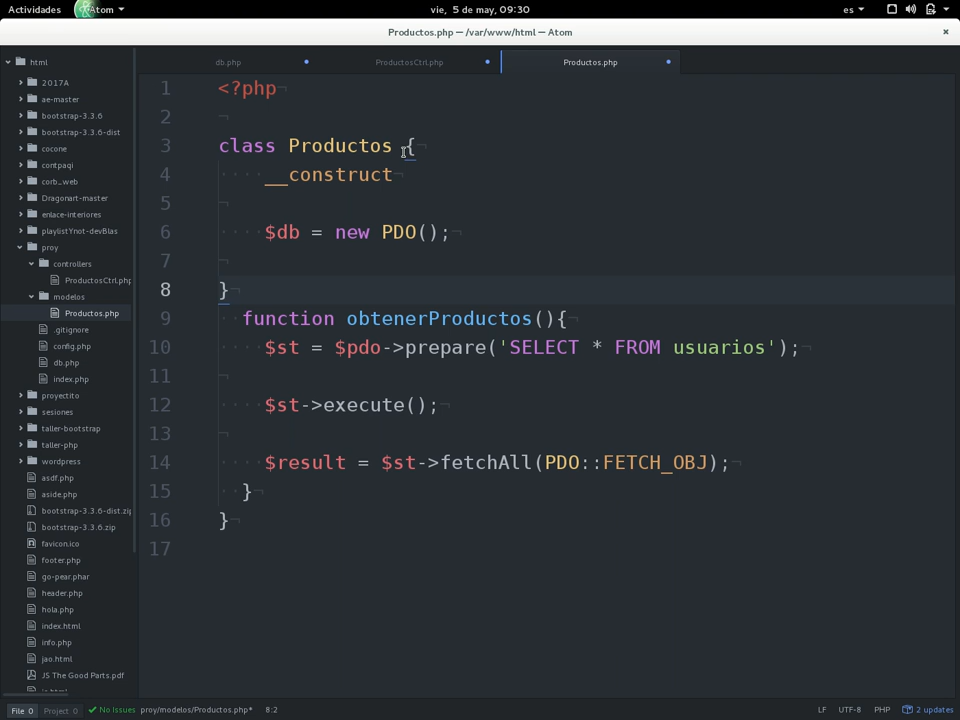 Actividades
Atom
vie, 5 de may, 09:30
es
Productos.php — /var/www/html — Atom
html
2017A
ae-master
bootstrap-3.3.6
bootstrap-3.3.6-dist
cocone
contpaqi
corb_web
Dragonart-master
enlace-interiores
playlistYnot-devBlas
proy
controllers
ProductosCtrl.php
modelos
Productos.php
.gitignore
config.php
db.php
index.php
proyectito
sesiones
taller-bootstrap
taller-php
wordpress
asdf.php
aside.php
bootstrap-3.3.6-dist.zip
bootstrap-3.3.6.zip
favicon.ico
footer.php
go-pear.phar
header.php
hola.php
index.html
info.php
jao.html
JS The Good Parts.pdf
db.php
ProductosCtrl.php
Productos.php
1 <?php
2
3 class Productos {
4 __construct
5
6 $db = new PDO();
7
8 }
9 function obtenerProductos(){
10 $st = $pdo->prepare('SELECT * FROM usuarios');
11
12 $st->execute();
13
14 $result = $st->fetchAll(PDO::FETCH_OBJ);
15 }
16 }
17
File 0
Project 0
No Issues
proy/modelos/Productos.php*
8:2
LF
UTF-8
PHP
2 updates